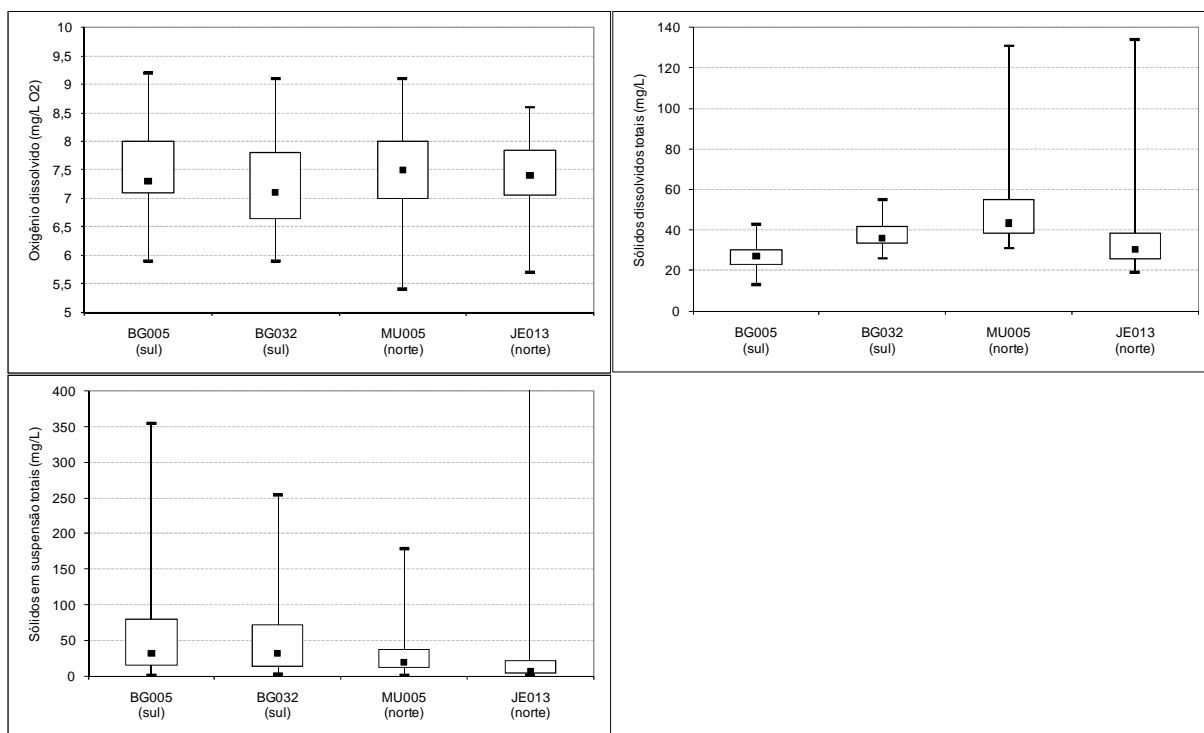 Oxigênio dissolvido (mg/L O2)
10
9,5
9
8,5
8
7,5
7
6,5
6
5,5
5
BG005
(sul)
BG032
(sul)
MU005
(norte)
JE013
(norte)
Sólidos dissolvidos totais (mg/L)
140
120
100
80
60
40
20
0
BG005
(sul)
BG032
(sul)
MU005
(norte)
JE013
(norte)
Sólidos em suspensão totais (mg/L)
400
350
300
250
200
150
100
50
0
BG005
(sul)
BG032
(sul)
MU005
(norte)
JE013
(norte)